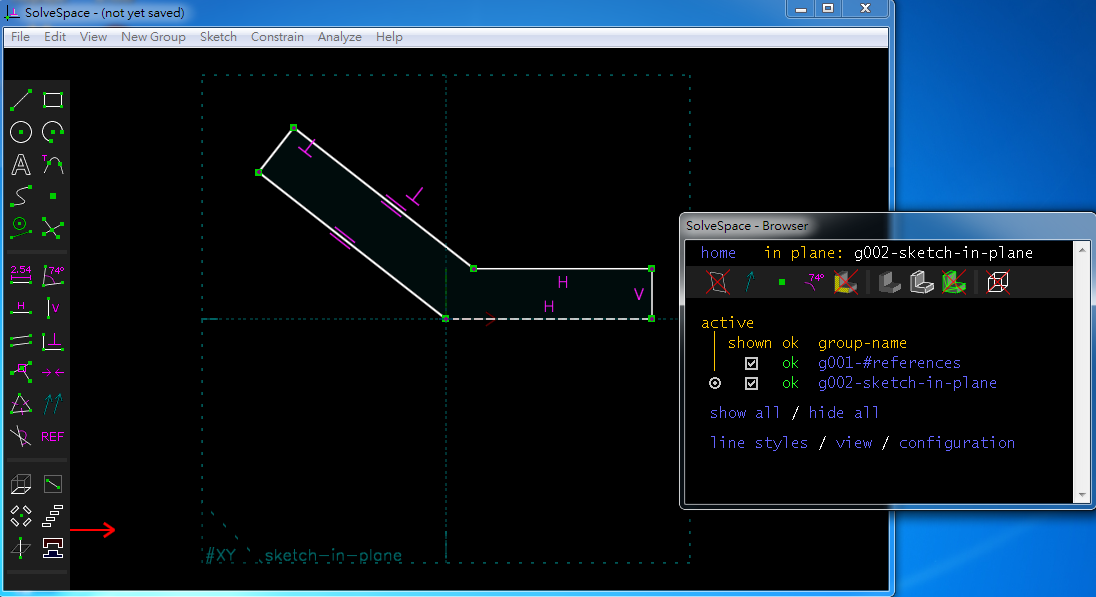 SolveSpace - (not yet saved)
File Edit View New Group Sketch Constrain Analyze Help
A T
2.54 74°
H V
REF
H
H
V
#XY sketch-in-plane
SolveSpace - Browser
home in plane: g002-sketch-in-plane
74°
active
shown ok group-name
ok g001-#references
ok g002-sketch-in-plane
show all / hide all
line styles / view / configuration